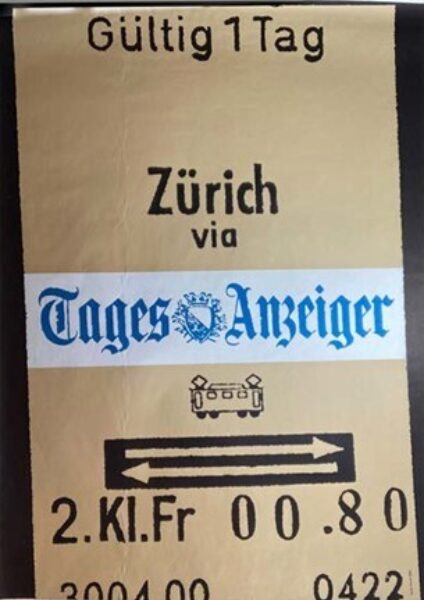 Gültig 1 Tag
Zürich
via
Tages Anzeiger
2.Kl.Fr 00.80
3004.00 0422